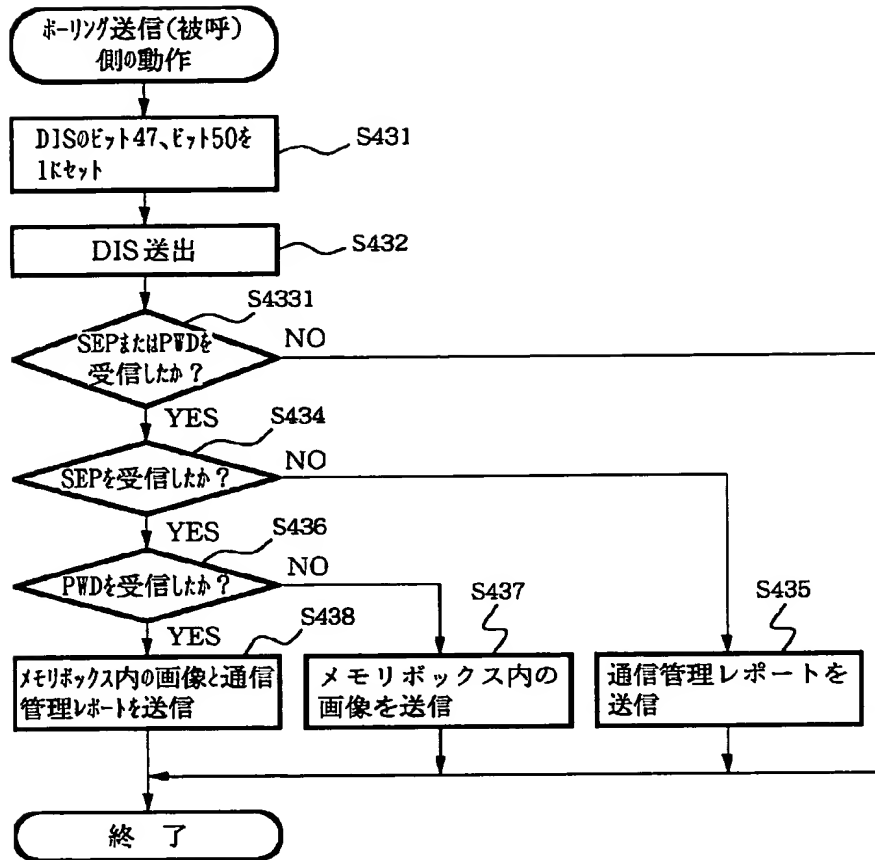 ポーリング送信(被呼)
側の動作
DISのビット47、ビット50を
1にセット
S431
DIS送出
S432
S4331
SEPまたはPWDを
受信したか?
NO
YES
S434
SEPを受信したか?
NO
YES
S436
PWDを受信したか?
NO
YES
S438
S437
S435
メモリボックス内の画像と通信
管理レポートを送信
メモリボックス内の
画像を送信
通信管理レポートを
送信
終 了